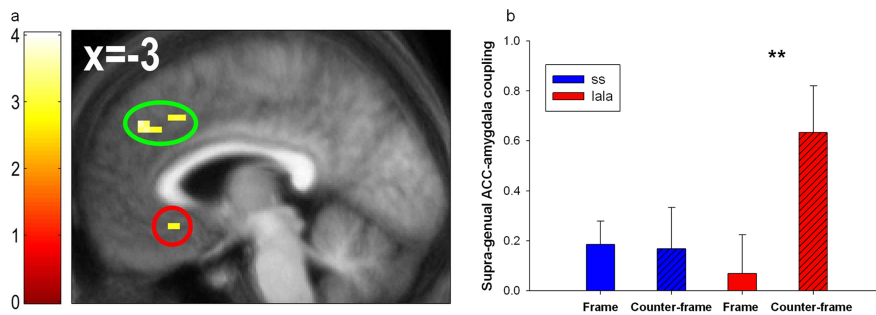 a
4
3
2
1
0
x=-3
b
Supra-genual ACC-amygdala coupling
1.0
0.8
0.6
0.4
0.2
0.0
ss
lala
**
Frame Counter-frame Frame Counter-frame